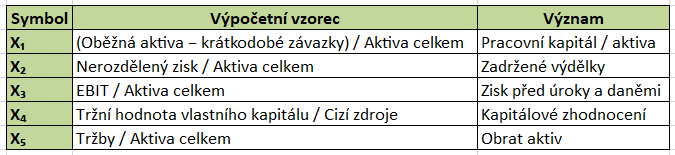 Symbol Výpočetní vzorec Význam
X₁ (Oběžná aktiva – krátkodobé závazky) / Aktiva celkem Pracovní kapitál / aktiva
X₂ Nerozdělený zisk / Aktiva celkem Zadržené výdělky
X₃ EBIT / Aktiva celkem Zisk před úroky a daněmi
X₄ Tržní hodnota vlastního kapitálu / Cizí zdroje Kapitálové zhodnocení
X₅ Tržby / Aktiva celkem Obrat aktiv